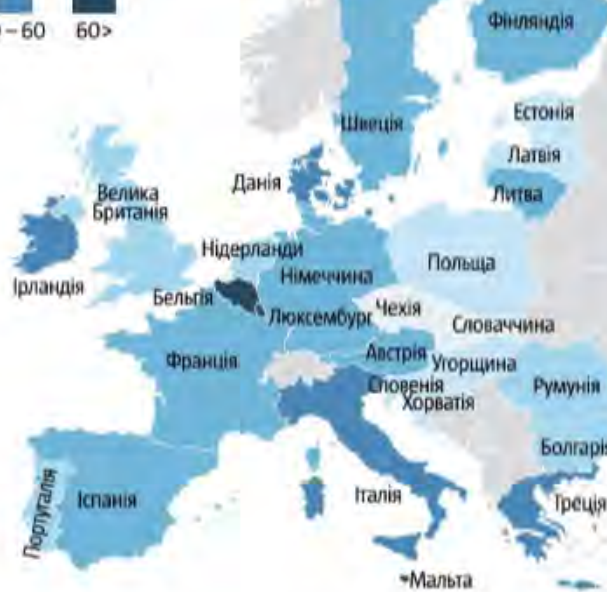 –60 60>
Фінляндія
Естонія
Швеція
Латвія
Данія
Литва
Велика
Британія
Нідерланди
Польща
Німеччина
Ірландія
Бельгія
Чехія
Люксембург
Словаччина
Австрія
Франція
Угорщина
Словенія
Румунія
Хорватія
Болгарія
Португалія
Іспанія
Італія
Греція
Мальта